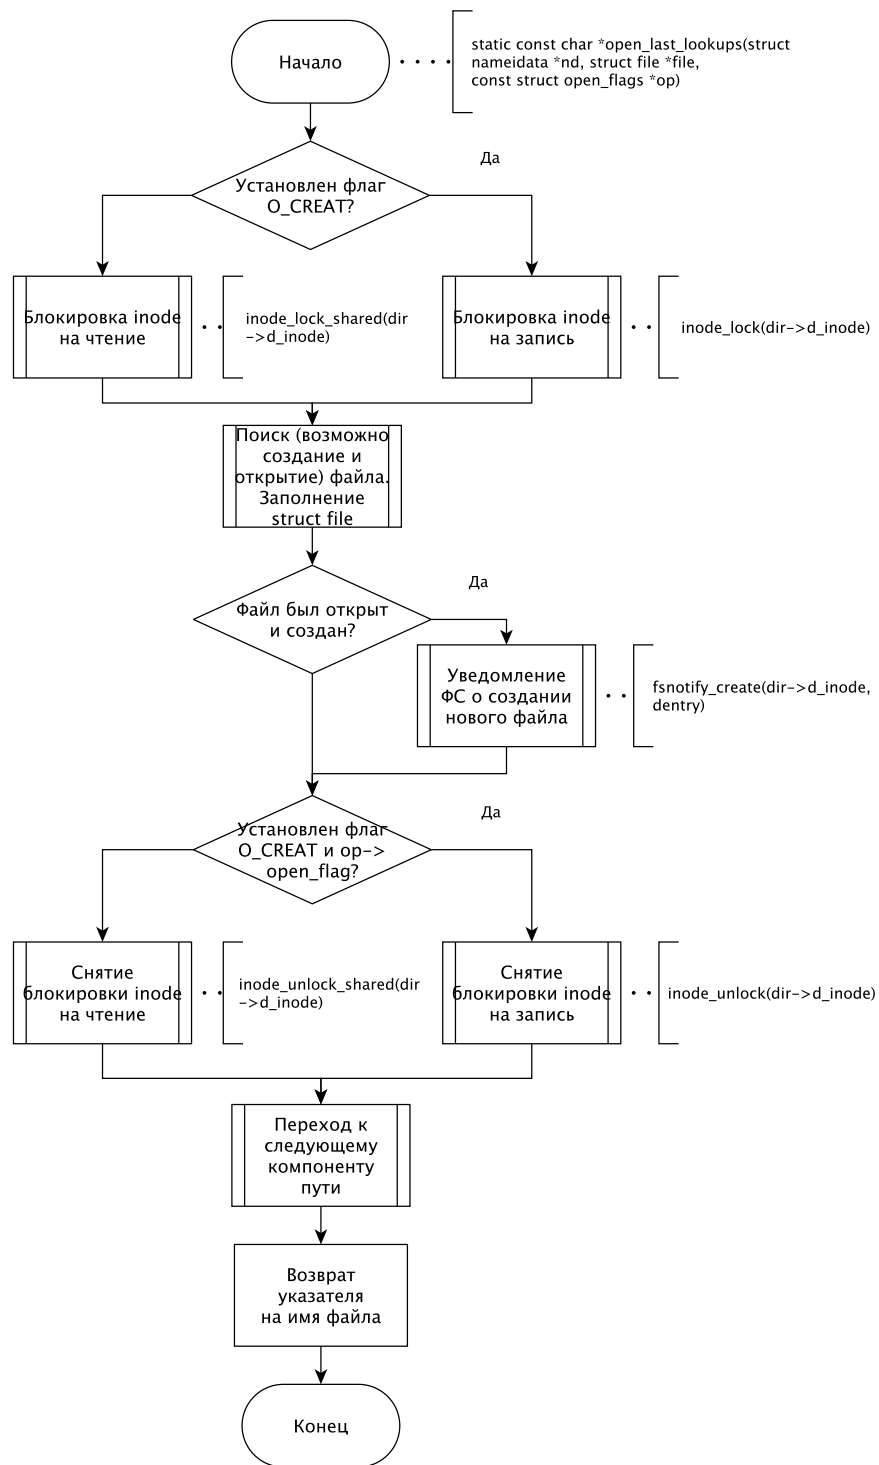 Начало
static const char *open_last_lookups(struct
nameidata *nd, struct file *file,
const struct open_flags *op)
Да
Установлен флаг
O_CREAT?
Блокировка inode
на чтение
inode_lock_shared(dir
->d_inode)
Блокировка inode
на запись
inode_lock(dir->d_inode)
Поиск (возможно
создание и
открытие) файла.
Заполнение
struct file
Да
Файл был открыт
и создан?
Уведомление
ФС о создании
нового файла
fsnotify_create(dir->d_inode,
dentry)
Да
Установлен флаг
O_CREAT и op->
open_flag?
Снятие
блокировки inode
на чтение
inode_unlock_shared(dir
->d_inode)
Снятие
блокировки inode
на запись
inode_unlock(dir->d_inode)
Переход к
следующему
компоненту
пути
Возврат
указателя
на имя файла
Конец